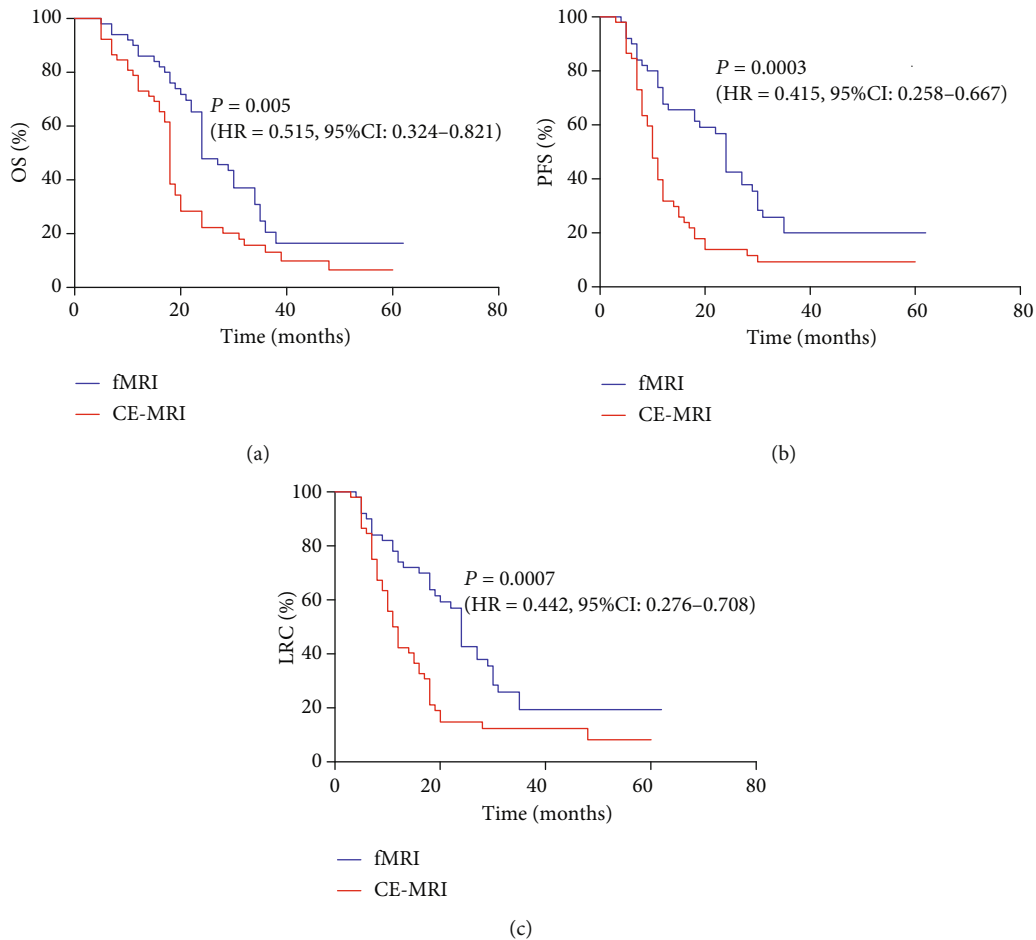 100
80
60
40
20
0
OS (%)
P = 0.005
(HR = 0.515, 95%CI: 0.324–0.821)
0 20 40 60 80
Time (months)
fMRI
CE-MRI
(a)
100
80
60
40
20
0
PFS (%)
P = 0.0003
(HR = 0.415, 95%CI: 0.258–0.667)
0 20 40 60 80
Time (months)
fMRI
CE-MRI
(b)
100
80
60
40
20
0
LRC (%)
P = 0.0007
(HR = 0.442, 95%CI: 0.276–0.708)
0 20 40 60 80
Time (months)
fMRI
CE-MRI
(c)